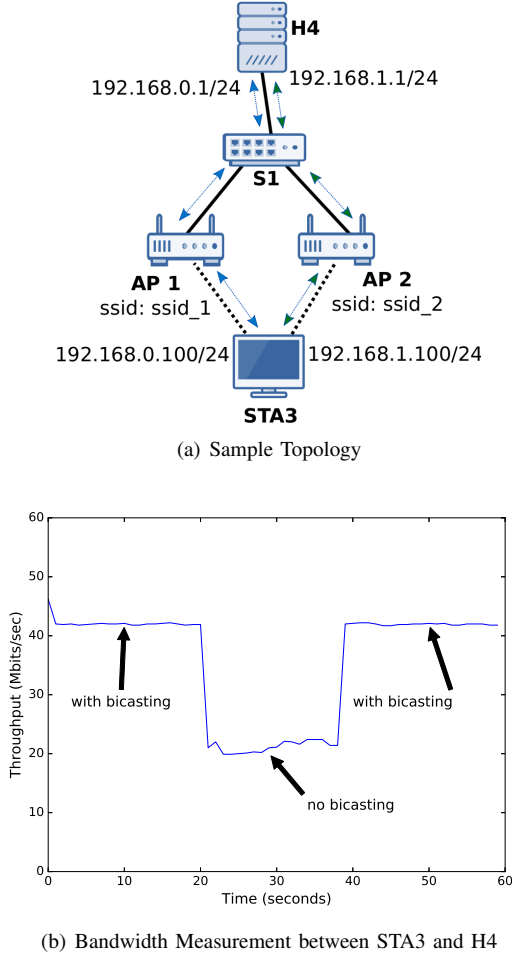 H4
192.168.0.1/24
192.168.1.1/24
S1
AP 1
ssid: ssid_1
AP 2
ssid: ssid_2
192.168.0.100/24
192.168.1.100/24
STA3
(a) Sample Topology
Throughput (Mbits/sec)
60
50
40
30
20
10
0
with bicasting
with bicasting
no bicasting
0 10 20 30 40 50 60
Time (seconds)
(b) Bandwidth Measurement between STA3 and H4